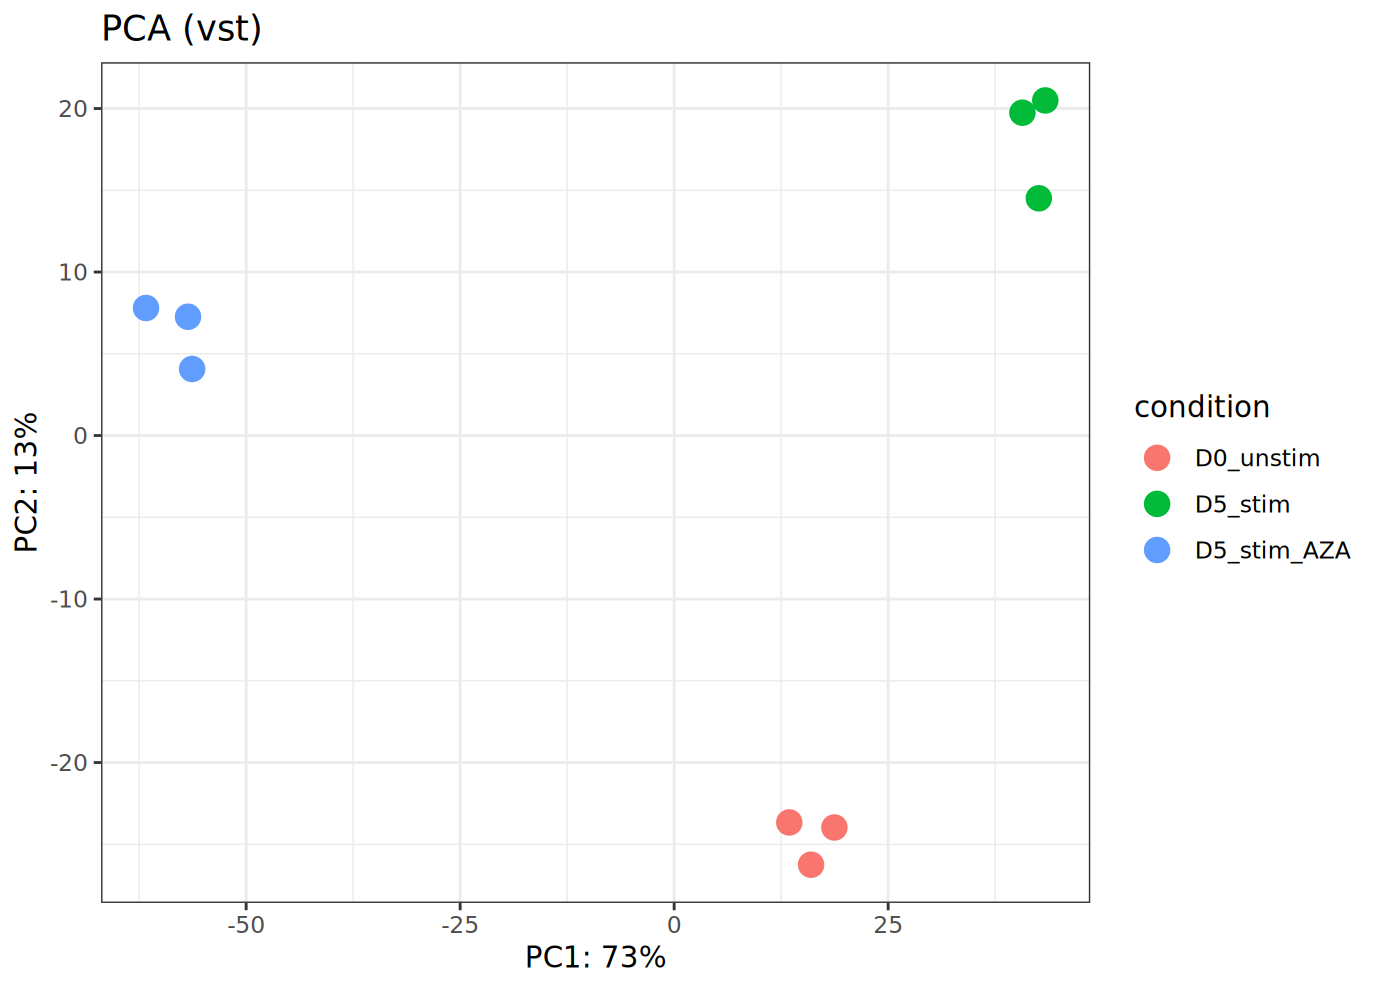 PCA (vst)
20
10
0
-10
-20
PC2: 13%
-50
-25
0
25
PC1: 73%
condition
D0_unstim
D5_stim
D5_stim_AZA